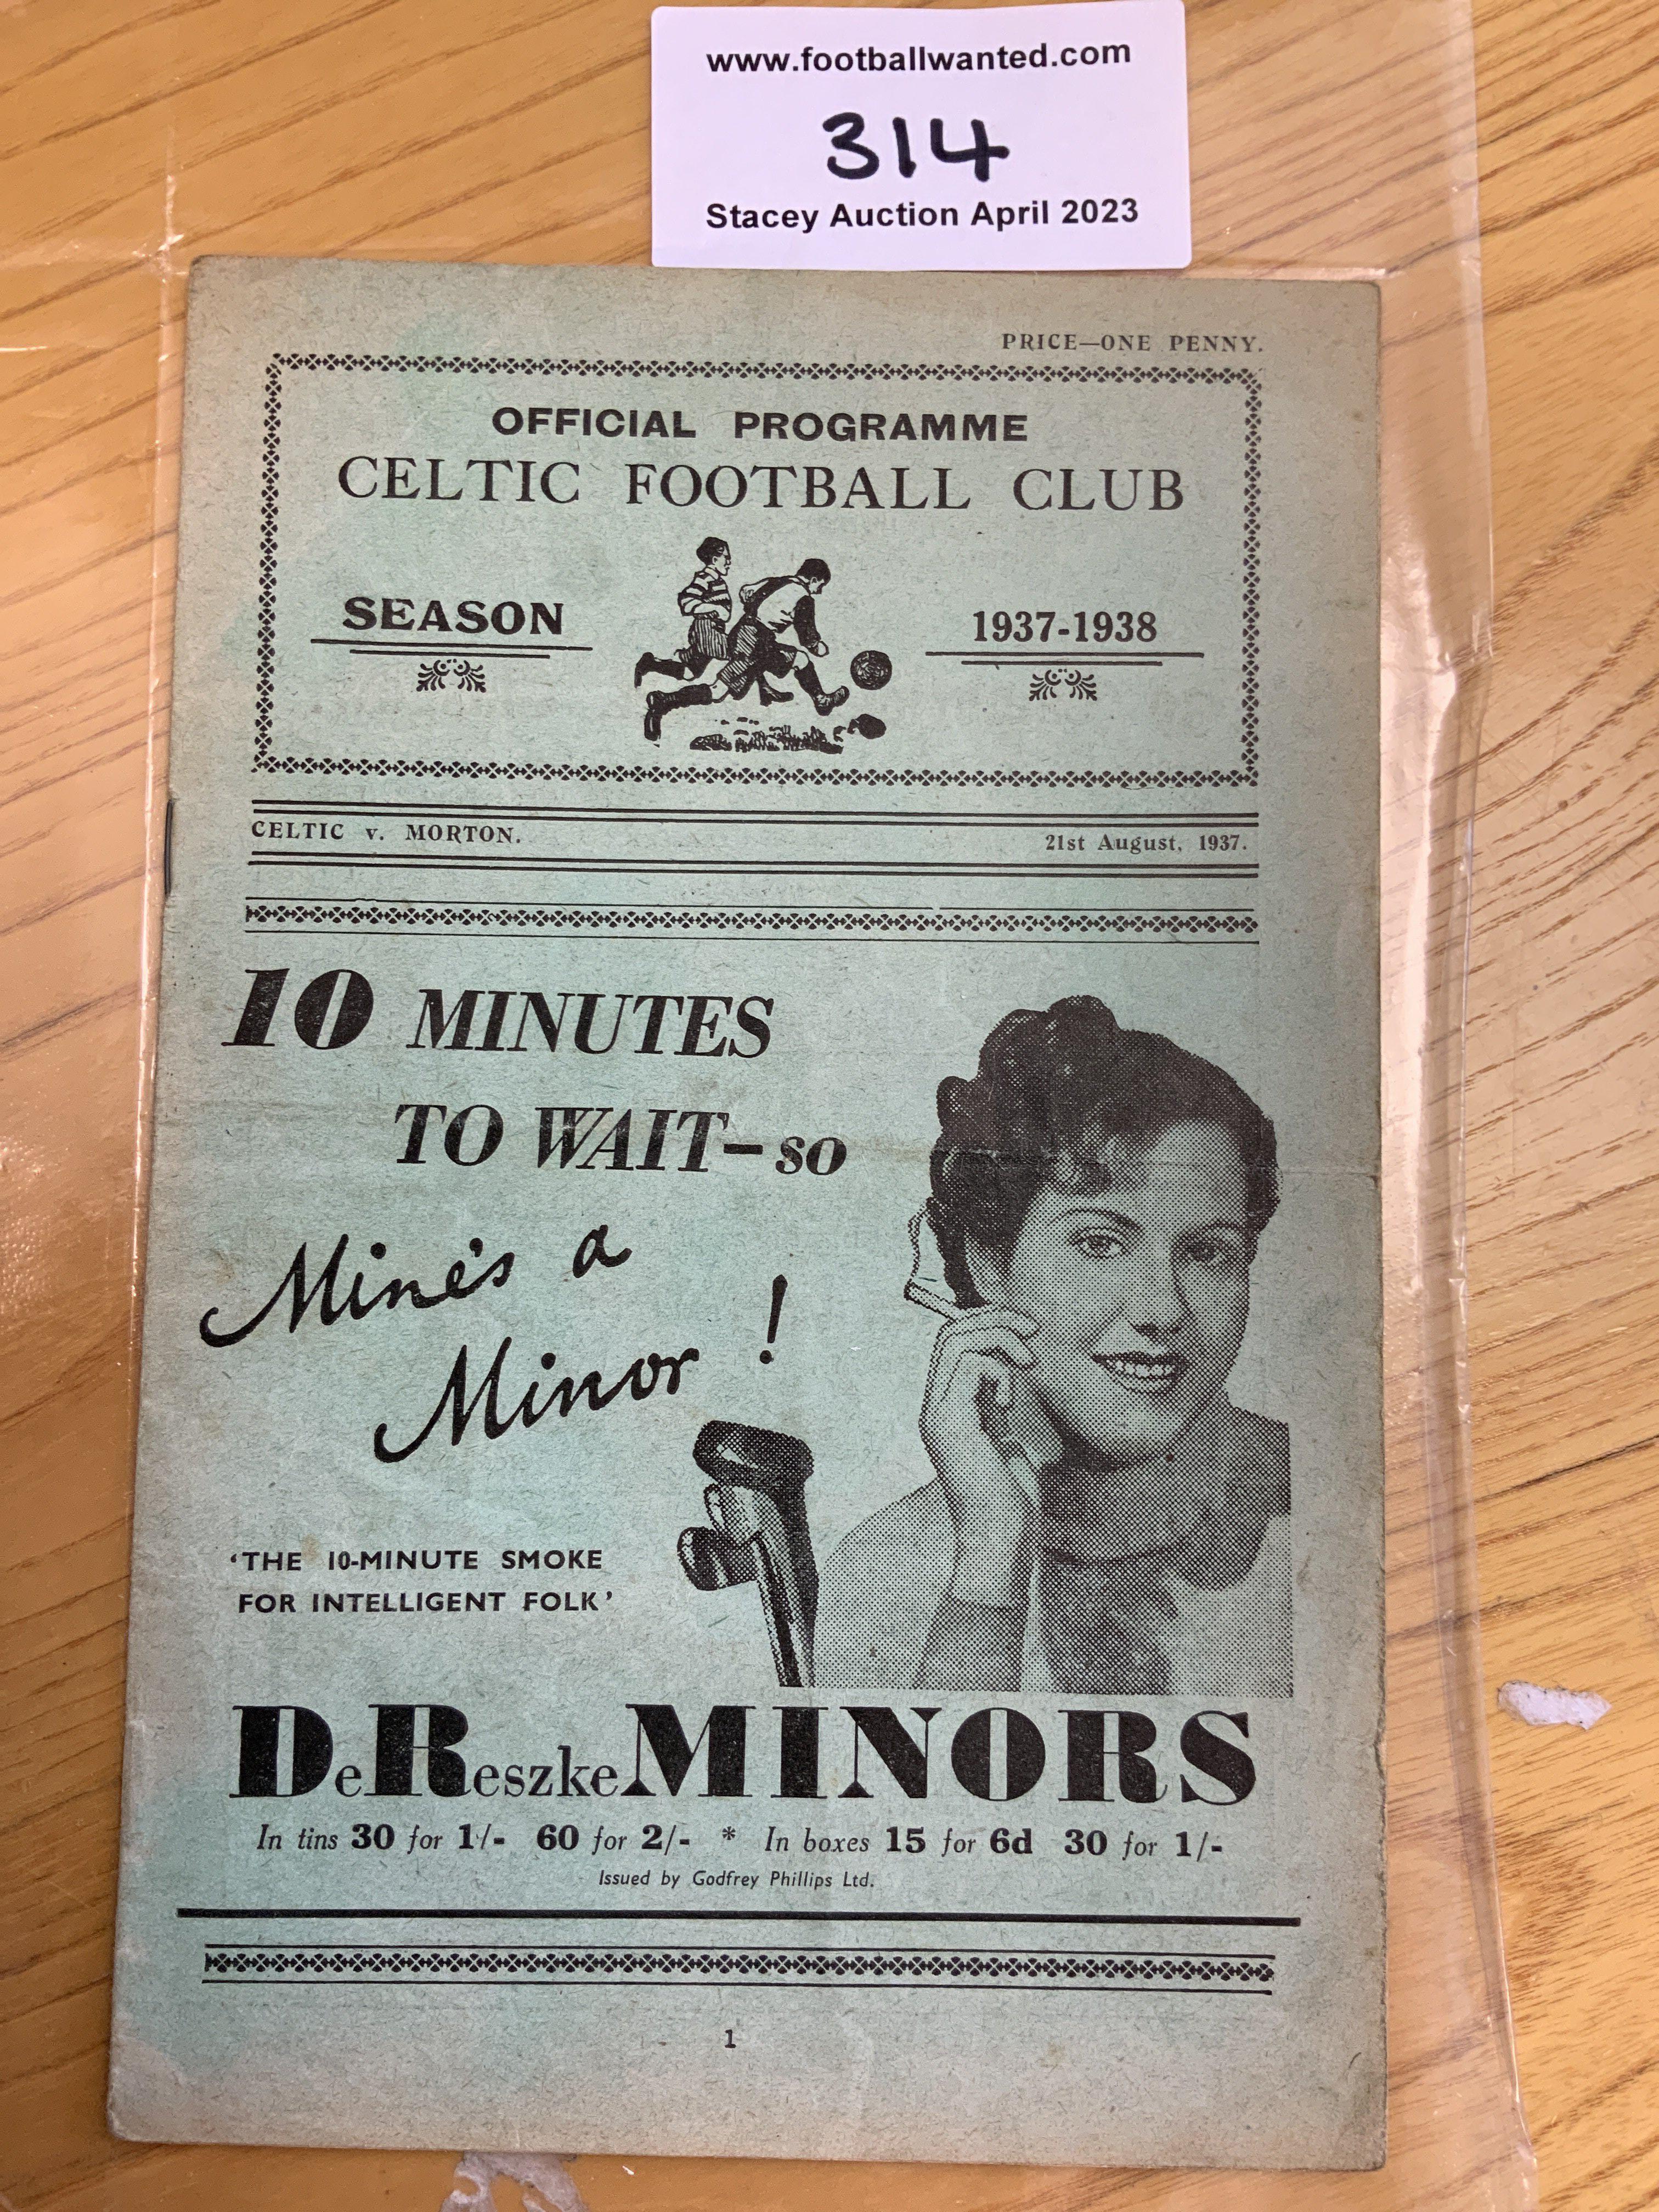 www.footballwanted.com
314
Stacey Auction April 2023
PRICE—ONE PENNY.
OFFICIAL PROGRAMME
CELTIC FOOTBALL CLUB
SEASON 1937-1938
CELTIC v. MORTON. 21st August, 1937.
10 MINUTES
TO WAIT—so
Mine's a
Minor!
'THE 10-MINUTE SMOKE
FOR INTELLIGENT FOLK'
DeReszkeMINORS
In tins 30 for 1/- 60 for 2/- * In boxes 15 for 6d 30 for 1/-
Issued by Godfrey Phillips Ltd.
1